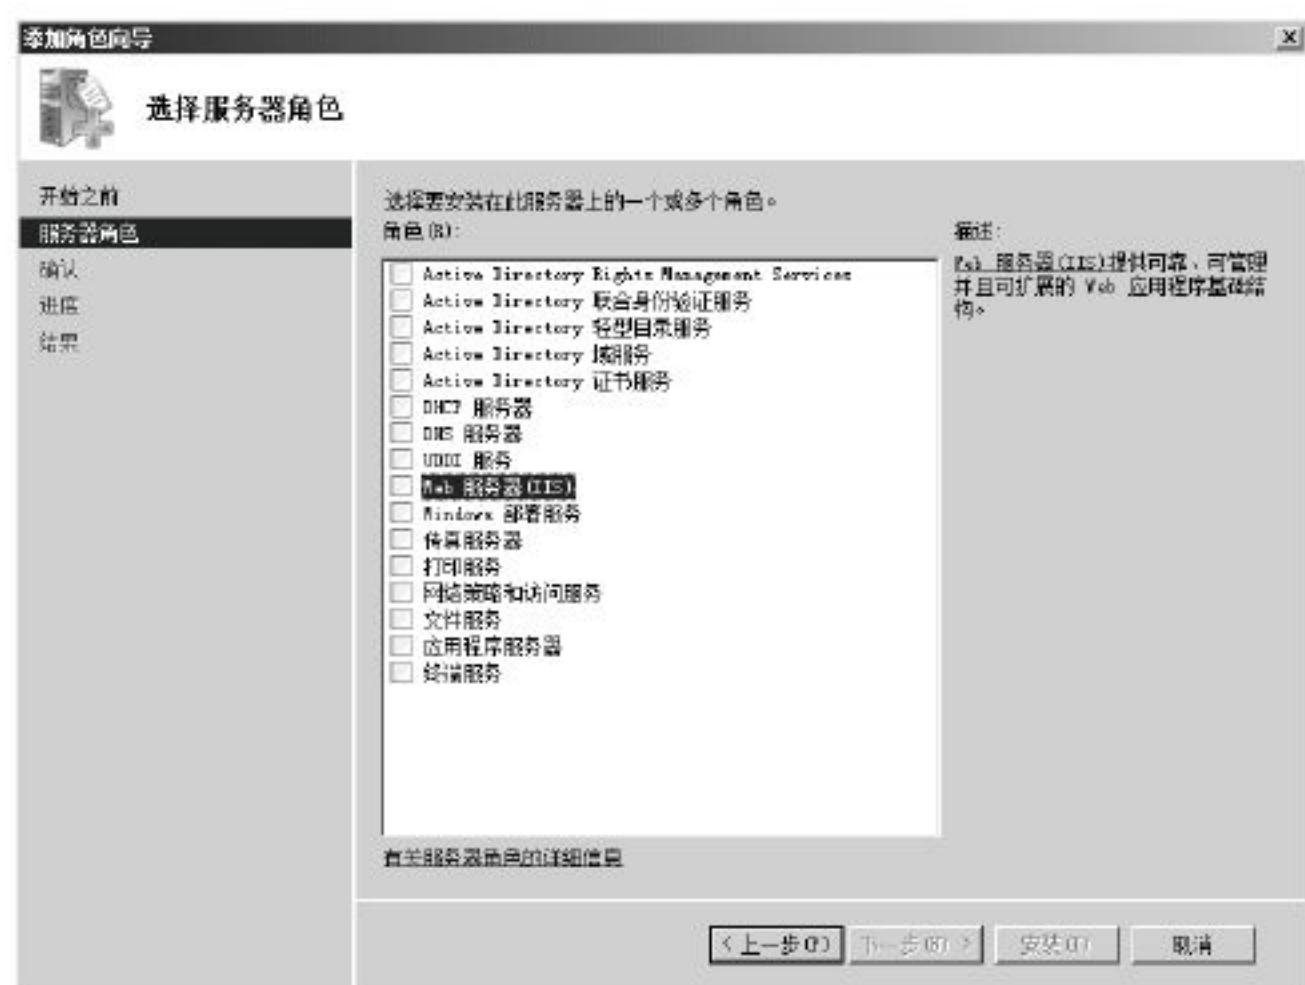 添加角色向导
选择服务器角色
开始之前
服务器角色
确认
进度
结果
选择要安装在此服务器上的一个或多个角色。
角色(R):
Active Directory Rights Management Services
Active Directory 联合身份验证服务
Active Directory 轻型目录服务
Active Directory 域服务
Active Directory 证书服务
DHCP 服务器
DNS 服务器
UDDI 服务
Web 服务器(IIS)
Windows 部署服务
传真服务器
打印服务
网络策略和访问服务
文件服务
应用程序服务器
终端服务
有关服务器角色的详细信息
描述:
Web 服务器(IIS)提供可靠、可管理
并且可扩展的 Web 应用程序基础结
构。
< 上一步(P)
下一步(N) >
安装(I)
取消